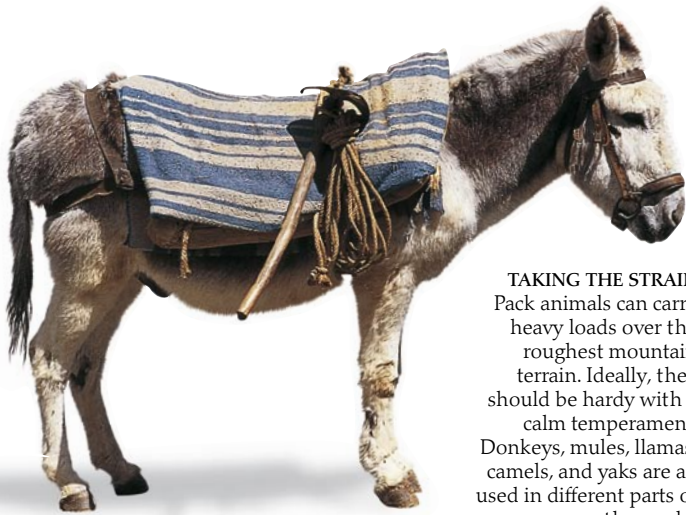 TAKING THE STRAI
Pack animals can carr
heavy loads over th
roughest mountai
terrain. Ideally, the
should be hardy with
calm temperamen
Donkeys, mules, llamas
camels, and yaks are a
used in different parts o